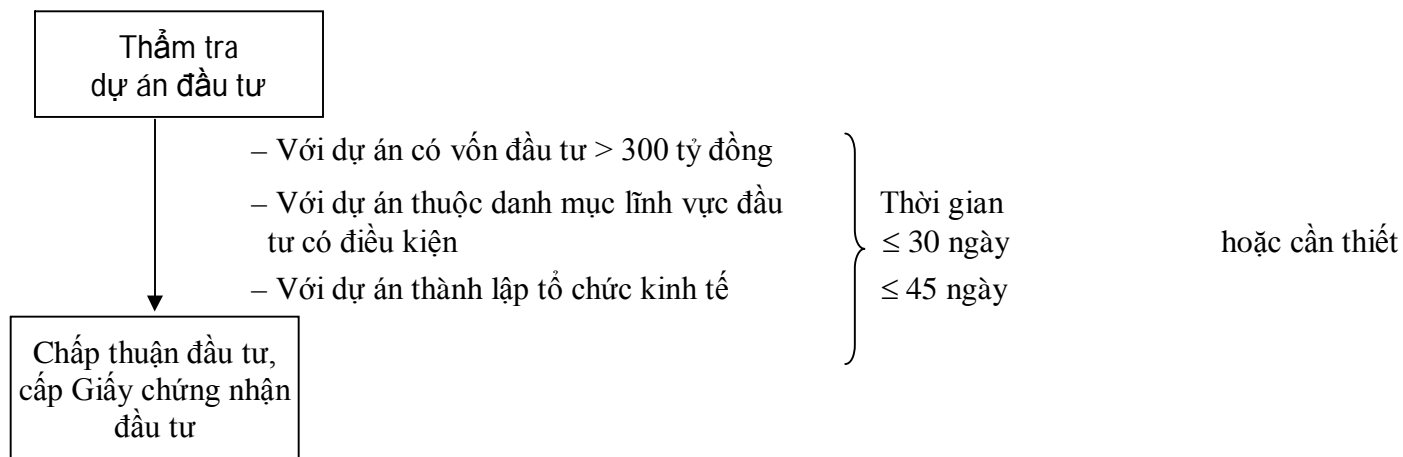 Thẩm tra
dự án đầu tư
– Với dự án có vốn đầu tư > 300 tỷ đồng
– Với dự án thuộc danh mục lĩnh vực đầu
tư có điều kiện
– Với dự án thành lập tổ chức kinh tế
Thời gian
≤ 30 ngày hoặc cần thiết
≤ 45 ngày
Chấp thuận đầu tư,
cấp Giấy chứng nhận
đầu tư